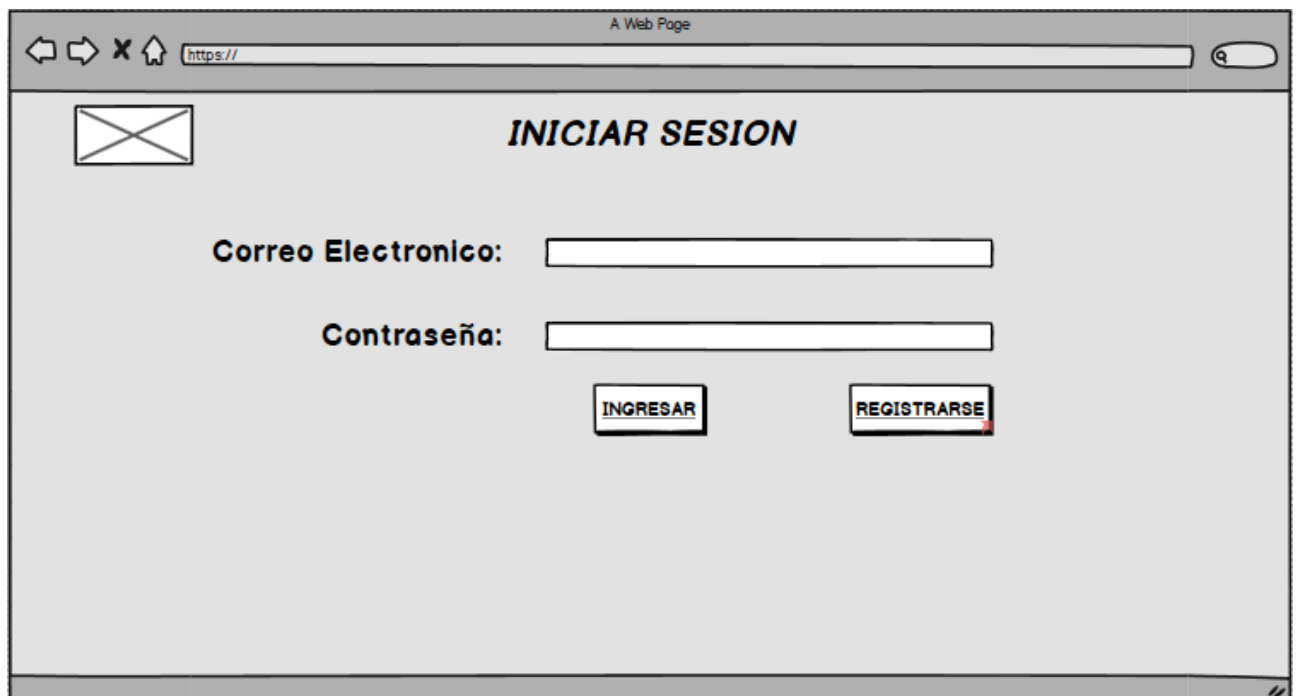 A Web Page
https://
INICIAR SESION
Correo Electronico:
Contraseña:
INGRESAR
REGISTRARSE